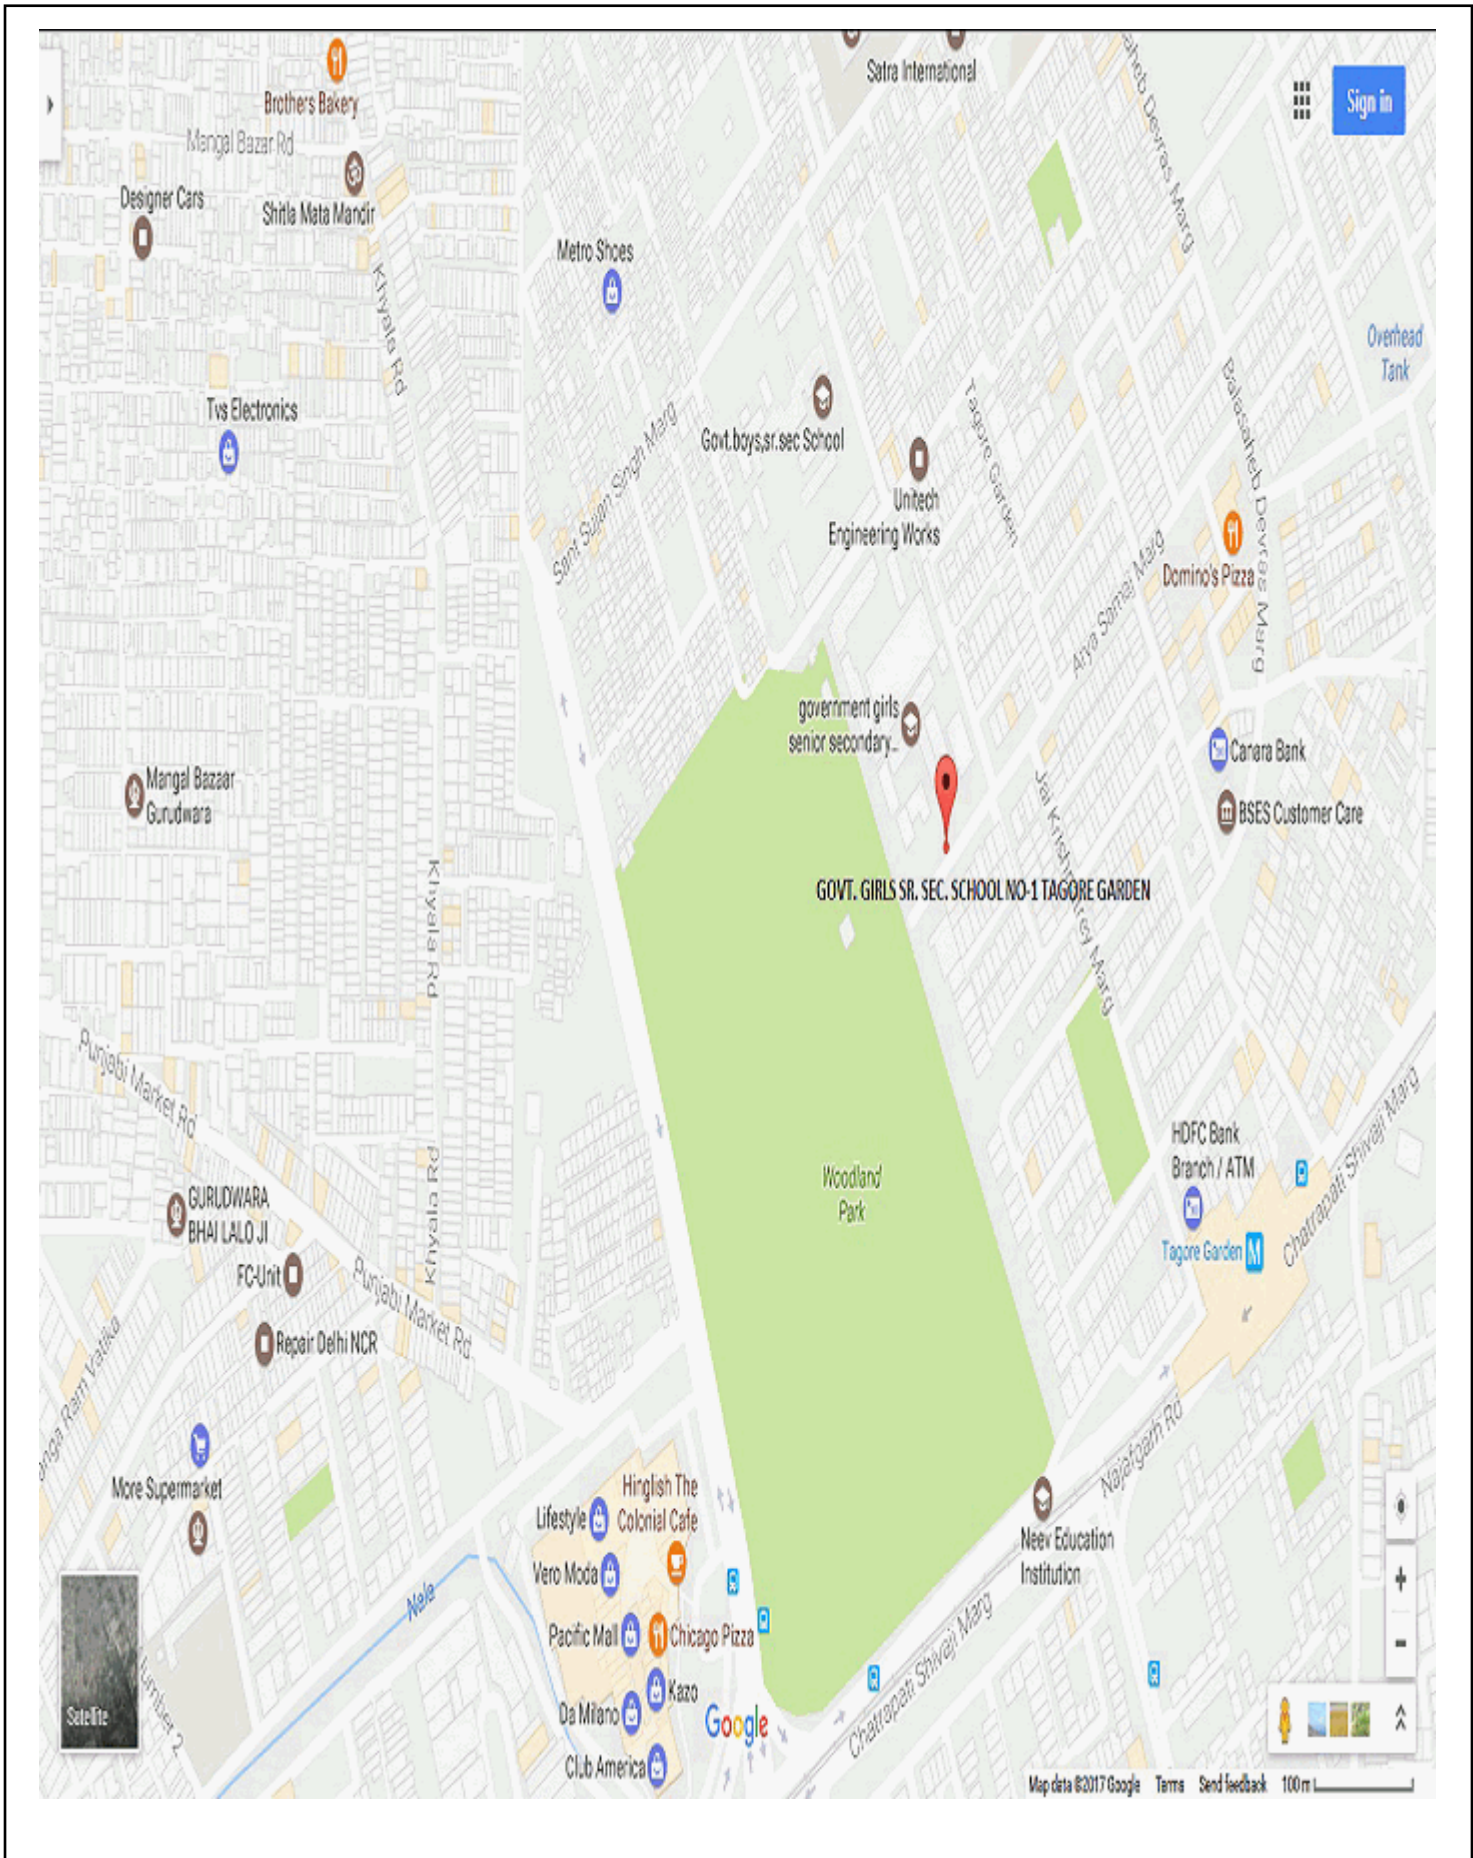 Satra International
Sign in
Brothers Bakery
Mangal Bazar Rd
Designer Cars
Shitla Mata Mandir
Metro Shoes
Khyala Rd
Overhead
Tank
Tvs Electronics
Govt.boys,sr.sec School
Sant Sujan Singh Marg
Tagore Garden
Balasaheb Devras Marg
Unitech
Engineering Works
Arya Samaj Marg
Domino's Pizza
government girls
senior secondary...
Canara Bank
Mangal Bazaar
Gurudwara
BSES Customer Care
Khyala Rd
GOVT. GIRLS SR. SEC. SCHOOL NO-1 TAGORE GARDEN
Punjabi Market Rd
HDFC Bank
Branch / ATM
Chatrapati Shivaji Marg
Woodland
Park
Khyala Rd
GURUDWARA
BHAI LALO JI
Tagore Garden
FC-Unit
Punjabi Market Rd
Repair Delhi NCR
Ram Vatika
Najafgarh Rd
More Supermarket
Hinglish The
Colonial Cafe
Lifestyle
Neev Education
Institution
Vero Moda
Nala
Pacific Mall
Chicago Pizza
Chatrapati Shivaji Marg
Kazo
Da Milano
Google
Satellite
Club America
Map data ©2017 Google Terms Send feedback 100 m